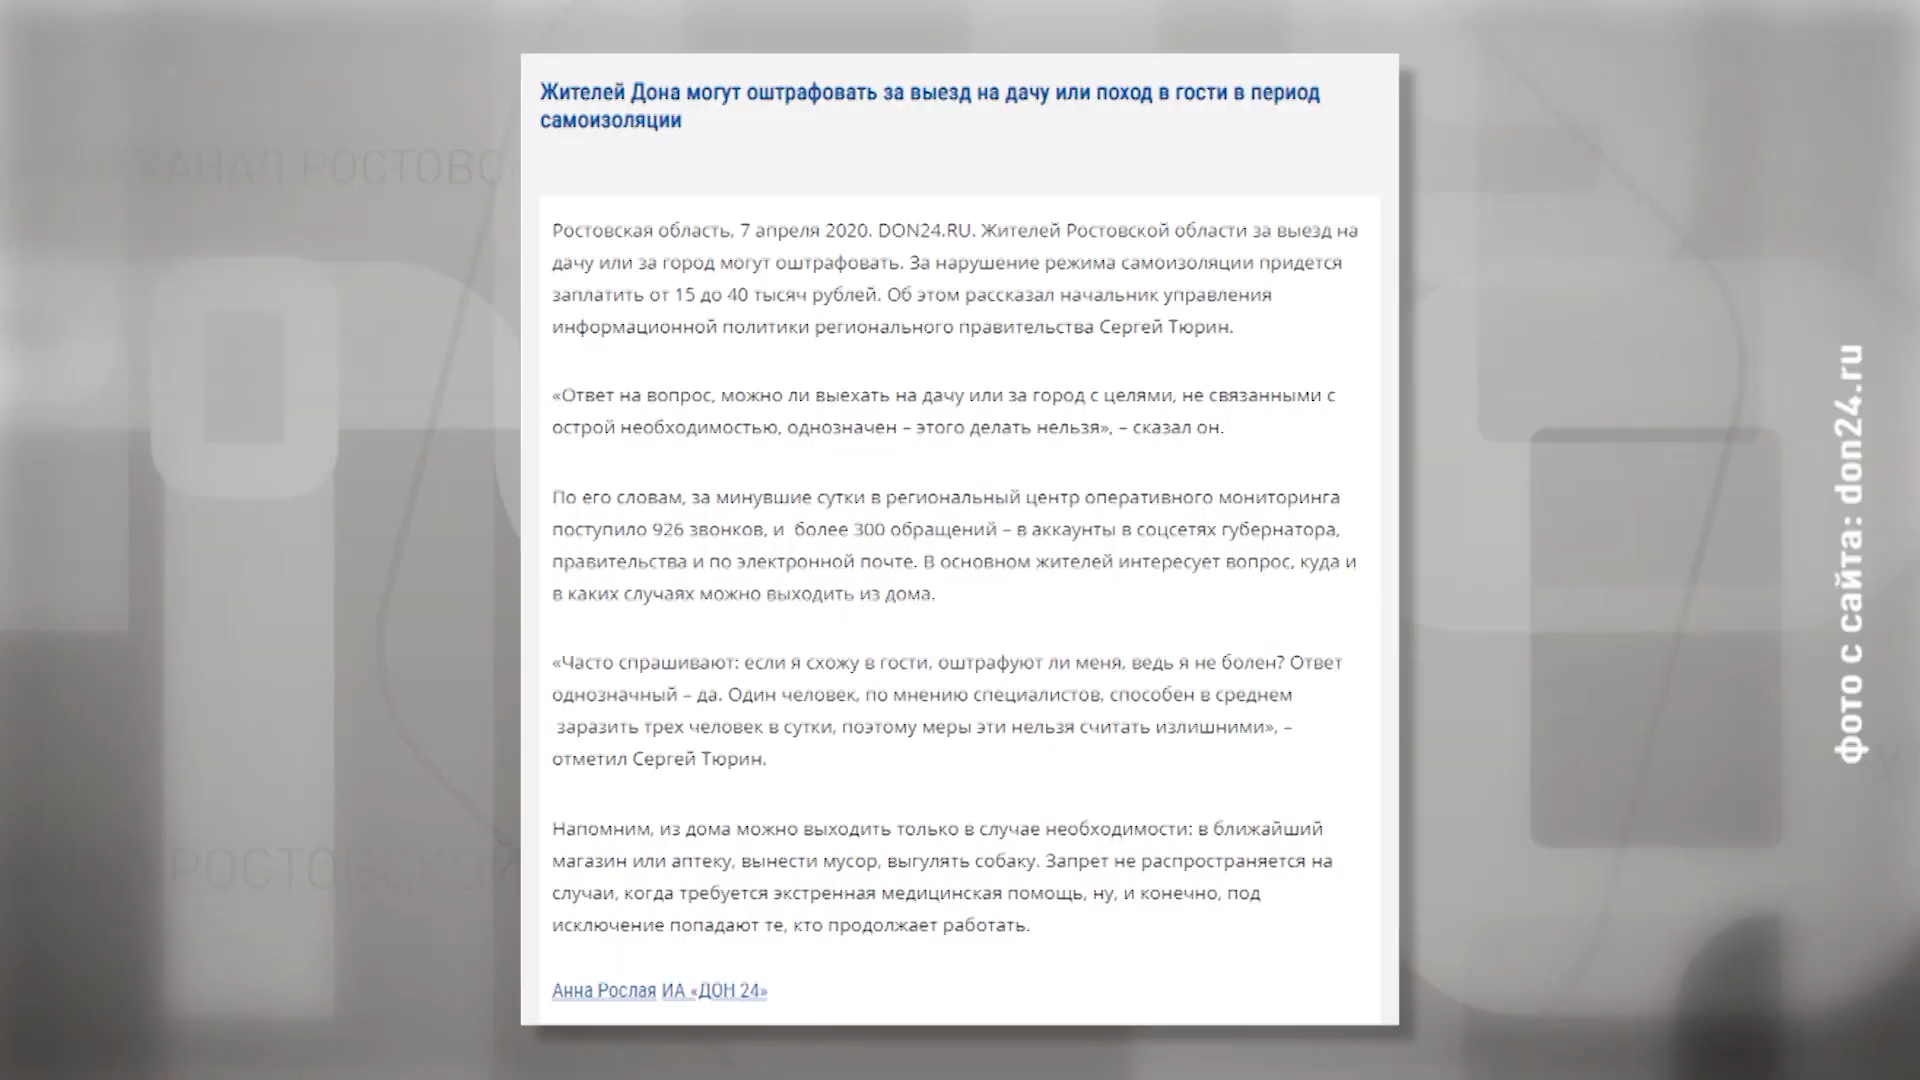 Жителей Дона могут оштрафовать за выезд на дачу или поход в гости в период
самоизоляции
Ростовская область, 7 апреля 2020. DON24.RU. Жителей Ростовской области за выезд на
дачу или за город могут оштрафовать. За нарушение режима самоизоляции придется
заплатить от 15 до 40 тысяч рублей. Об этом рассказал начальник управления
информационной политики регионального правительства Сергей Тюрин.
«Ответ на вопрос, можно ли выехать на дачу или за город с целями, не связанными с
острой необходимостью, однозначен – этого делать нельзя», – сказал он.
По его словам, за минувшие сутки в региональный центр оперативного мониторинга
поступило 926 звонков, и  более 300 обращений – в аккаунты в соцсетях губернатора,
правительства и по электронной почте. В основном жителей интересует вопрос, куда и
в каких случаях можно выходить из дома.
«Часто спрашивают: если я схожу в гости, оштрафуют ли меня, ведь я не болен? Ответ
однозначный – да. Один человек, по мнению специалистов, способен в среднем
заразить трех человек в сутки, поэтому меры эти нельзя считать излишними», –
отметил Сергей Тюрин.
Напомним, из дома можно выходить только в случае необходимости: в ближайший
магазин или аптеку, вынести мусор, выгулять собаку. Запрет не распространяется на
случаи, когда требуется экстренная медицинская помощь, ну, и конечно, под
исключение попадают те, кто продолжает работать.
Анна Рослая ИА «ДОН 24»
фото с сайта: don24.ru
РОСТОВСКОЙ